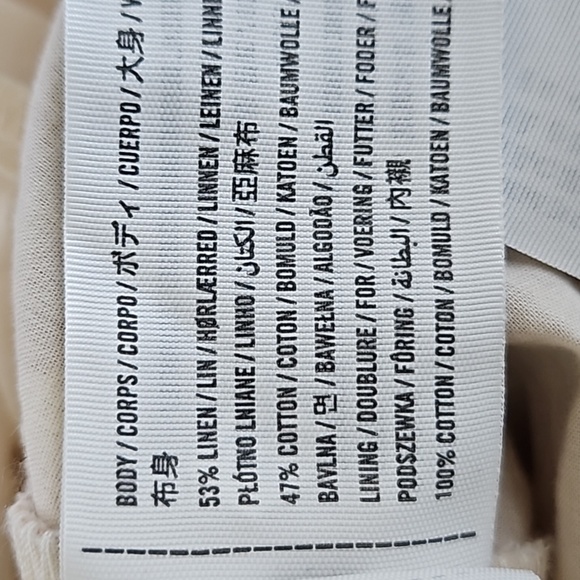 BODY / CORPS / CORPO / ボディ / CUERPO / 大身 /
布身
53% LINEN / LIN / HØRLÆRRED / LINNEN / LEINEN /
PŁÓTNO LNIANE / LINHO / الكتان / 亞麻布
47% COTTON / COTON / BOMULD / KATOEN / BAUMWOLLE /
BAVLNA / 면 / BAWEŁNA / ALGODÃO / القطن
LINING / DOUBLURE / FOR / VOERING / FUTTER / FODER /
PODSZEWKA / FÔRING / البطانة / 內襯
100% COTTON / COTON / BOMULD / KATOEN / BAUMWOLLE